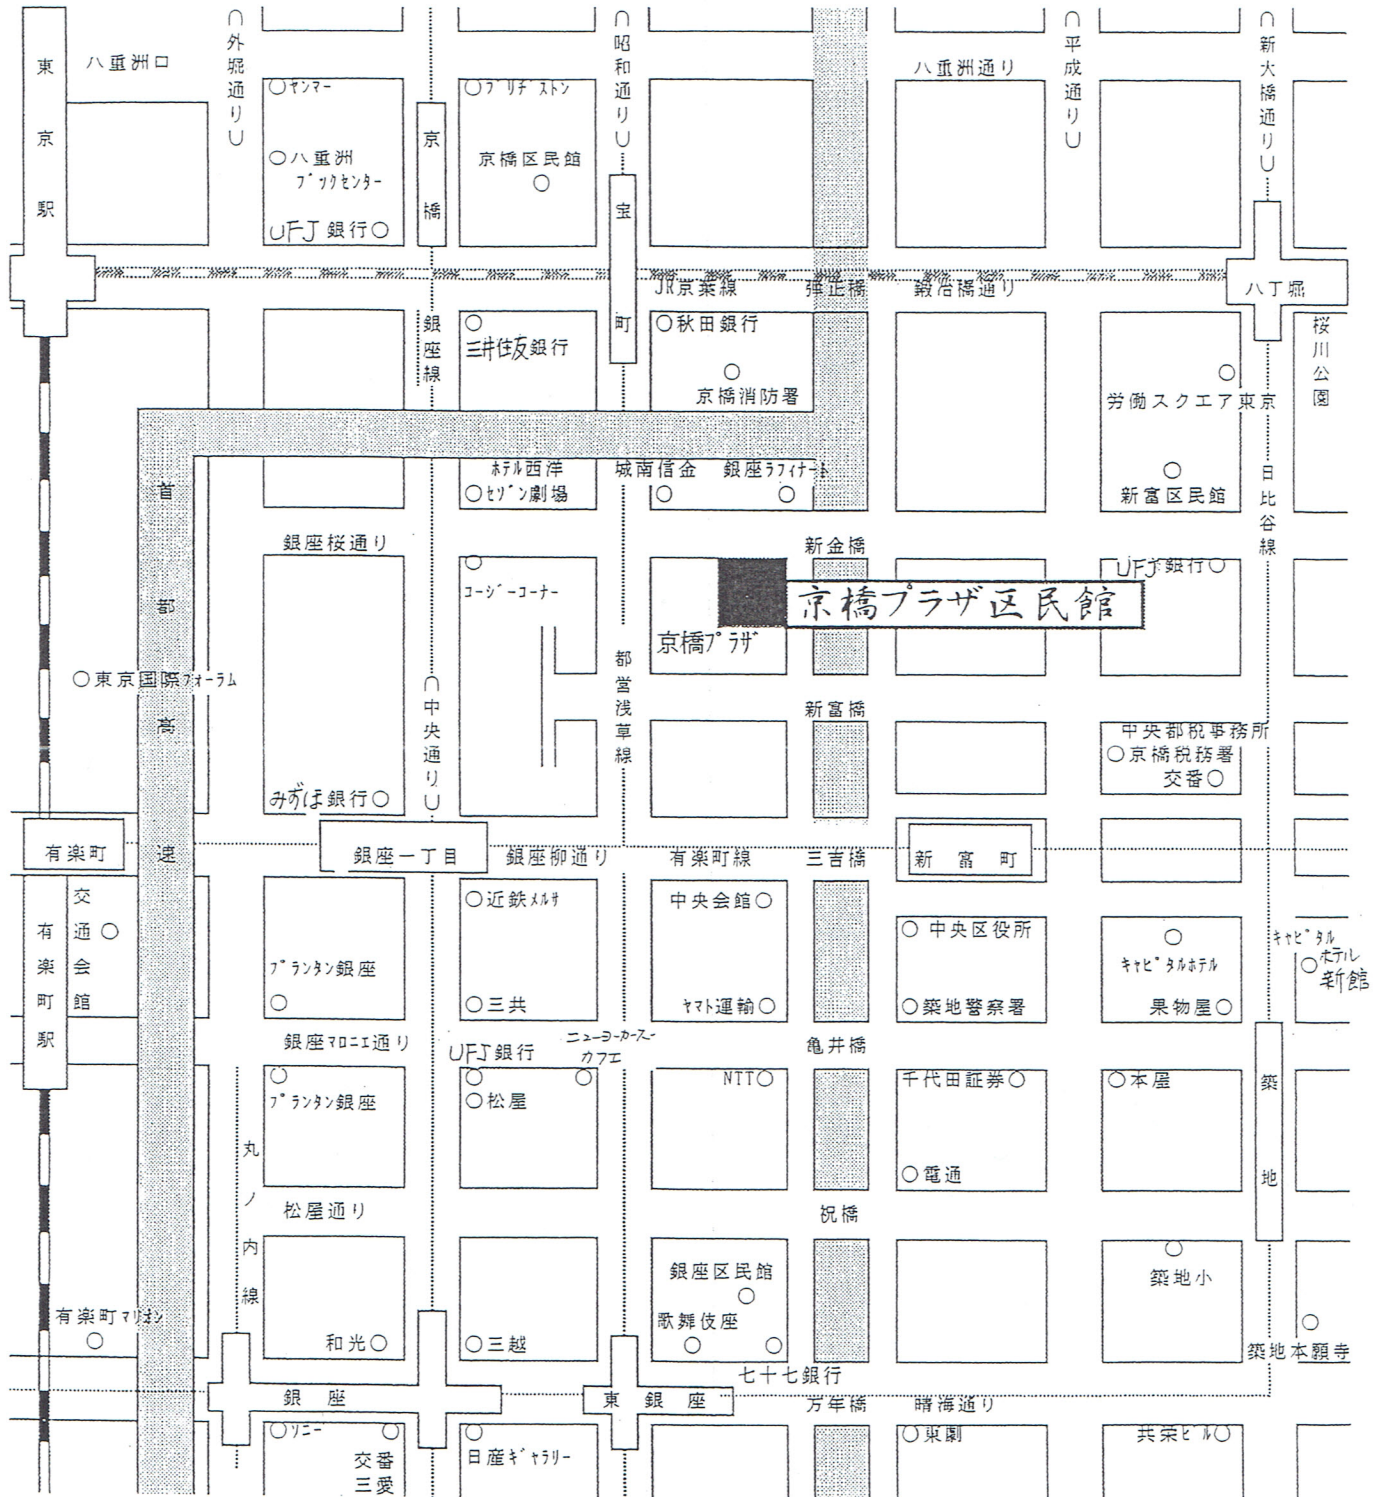 東京駅
八重洲口
∩外堀通り∪
∩昭和通り∪
八重洲通り
∩平成通り∪
∩新大橋通り∪
ヤンマー
八重洲
ブックセンター
UFJ銀行
京橋
ブリヂストン
京橋区民館
宝町
JR京葉線
弾正橋
鍛冶橋通り
八丁堀
桜川公園
銀座線
三井住友銀行
秋田銀行
京橋消防署
労働スクエア東京
新富区民館
日比谷線
首都高速
ホテル西洋
セゾン劇場
城南信金
銀座ラフィナート
銀座桜通り
新金橋
コージーコーナー
京橋プラザ区民館
京橋プラザ
UFJ銀行
東京国際フォーラム
∩中央通り∪
都営浅草線
新富橋
中央都税事務所
京橋税務署
交番
みずほ銀行
有楽町
銀座一丁目
銀座柳通り
有楽町線
三吉橋
新富町
交通会館
有楽町駅
近鉄メルサ
中央会館
中央区役所
キャピタルホテル
キャピタル
ホテル
新館
プランタン銀座
三共
ヤマト運輸
築地警察署
果物屋
銀座マロニエ通り
UFJ銀行
ニューヨーカーズ
カフェ
亀井橋
プランタン銀座
松屋
NTT
千代田証券
本屋
築地
丸ノ内線
電通
松屋通り
祝橋
銀座区民館
歌舞伎座
築地小
有楽町マリオン
和光
三越
築地本願寺
七十七銀行
銀座
東銀座
万年橋
晴海通り
ソニー
交番
三愛
日産ギャラリー
東劇
共栄ビル